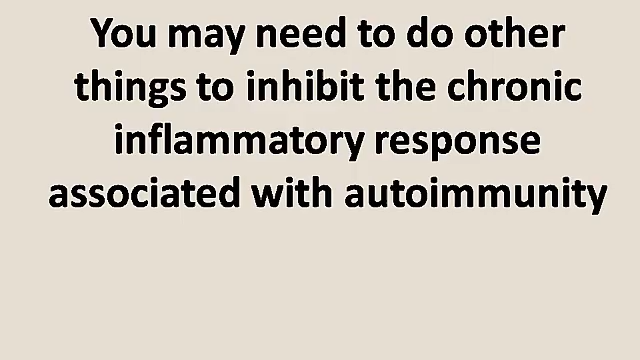 You may need to do other
things to inhibit the chronic
inflammatory response
associated with autoimmunity